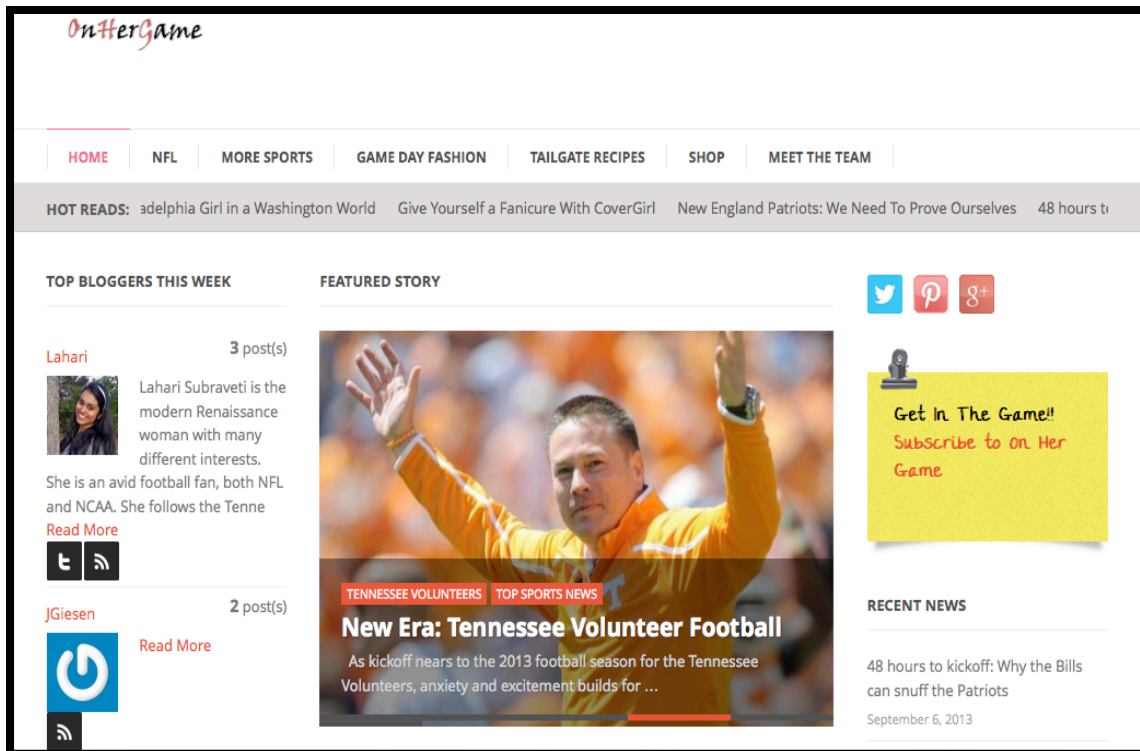 OnHerGame
HOME NFL MORE SPORTS GAME DAY FASHION TAILGATE RECIPES SHOP MEET THE TEAM
HOT READS: adelphia Girl in a Washington World Give Yourself a Fanicure With CoverGirl New England Patriots: We Need To Prove Ourselves 48 hours to
TOP BLOGGERS THIS WEEK
Lahari 3 post(s)
Lahari Subraveti is the
modern Renaissance
woman with many
different interests.
She is an avid football fan, both NFL
and NCAA. She follows the Tenne
Read More
JGiesen 2 post(s)
Read More
FEATURED STORY
T
TENNESSEE VOLUNTEERS TOP SPORTS NEWS
New Era: Tennessee Volunteer Football
As kickoff nears to the 2013 football season for the Tennessee
Volunteers, anxiety and excitement builds for ...
g+
Get In The Game!!
Subscribe to On Her
Game
RECENT NEWS
48 hours to kickoff: Why the Bills
can snuff the Patriots
September 6, 2013